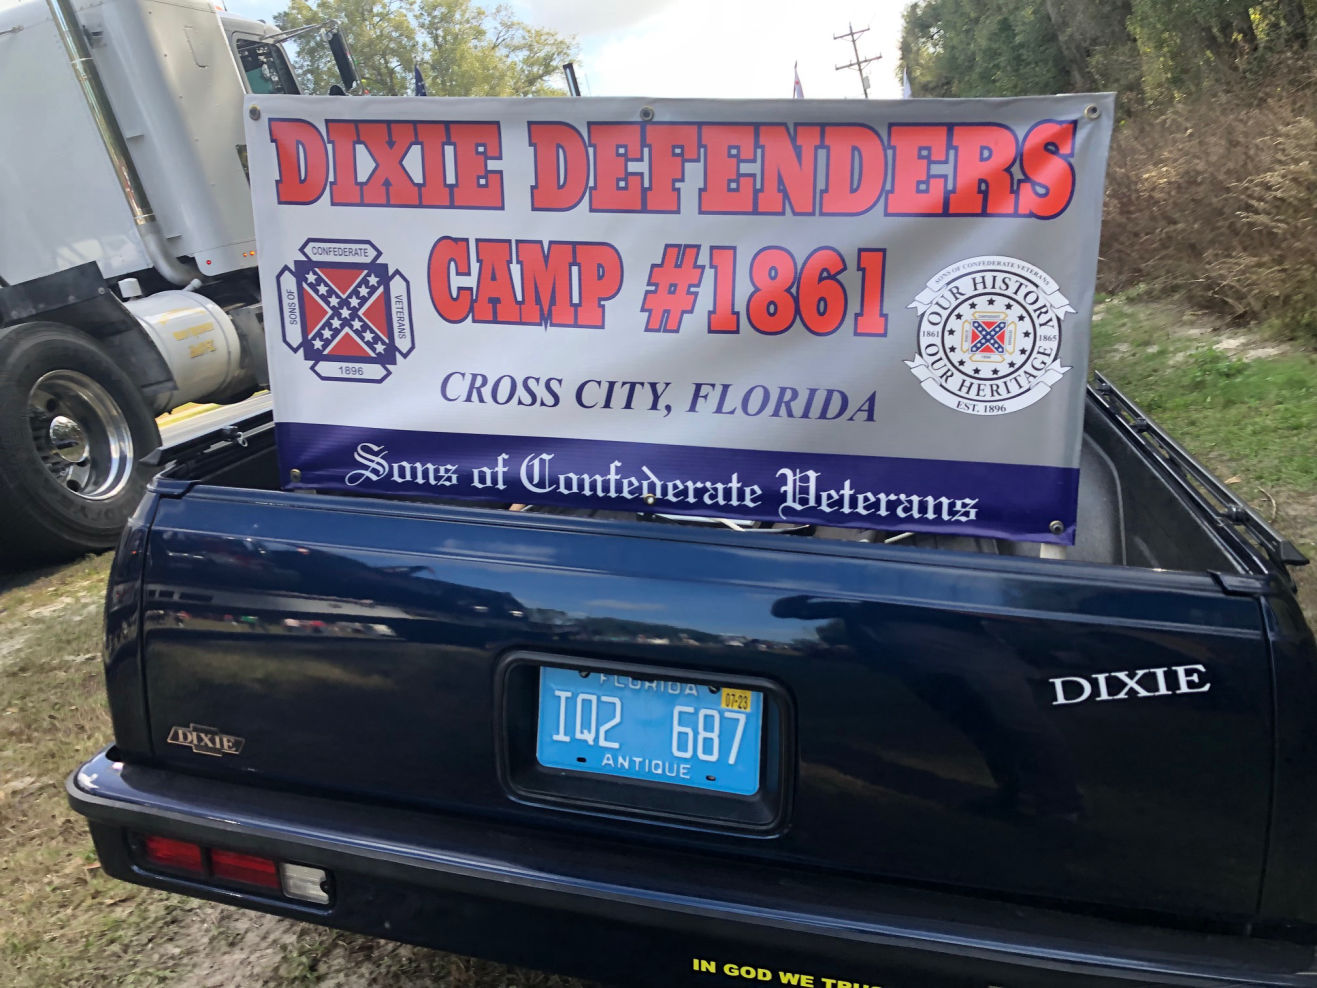 DIXIE DEFENDERS
CAMP #1861
CONFEDERATE
SONS OF
VETERANS
1896
SONS OF CONFEDERATE VETERANS
OUR HISTORY
1861
1865
OUR HERITAGE
EST. 1896
CROSS CITY, FLORIDA
Sons of Confederate Veterans
FLORIDA
07-23
IQ2 687
ANTIQUE
DIXIE
DIXIE
IN GOD WE TRUS